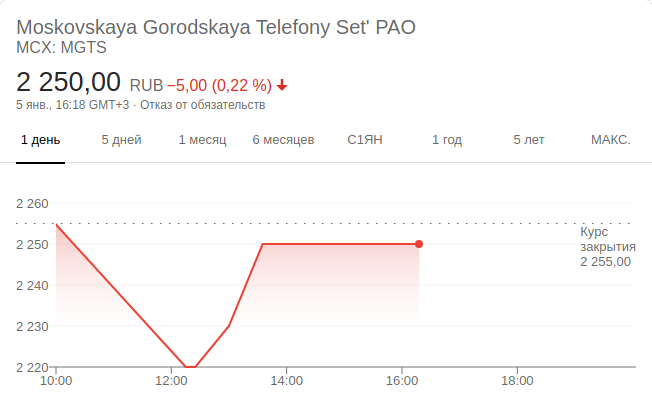 Moskovskaya Gorodskaya Telefony Set' PAO
MCX: MGTS
2 250,00 RUB −5,00 (0,22 %)
5 янв., 16:18 GMT+3 · Отказ от обязательств
1 день 5 дней 1 месяц 6 месяцев С1ЯН 1 год 5 лет МАКС.
2 260
Курс
закрытия
2 255,00
2 250
2 240
2 230
2 220
10:00 12:00 14:00 16:00 18:00